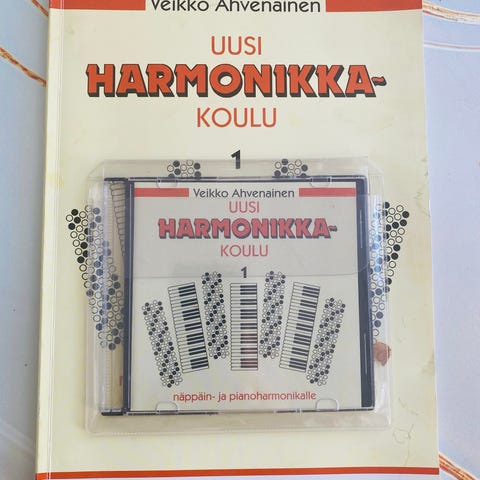 Veikko Ahvenainen
UUSI
HARMONIKKA-
KOULU
1
Veikko Ahvenainen
UUSI
HARMONIKKA-
KOULU
1
näppäin- ja pianoharmonikalle